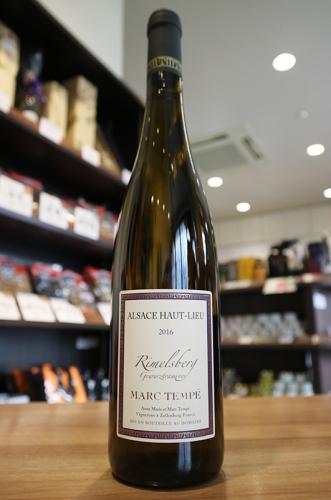 ALSACE HAUT-LIEU
2016
Rimelsberg
Gewurztraminer
MARC TEMPÉ
Anne Marie et Marc Tempé
Vignerons à Zellenberg France
MIS EN BOUTEILLE AU DOMAINE